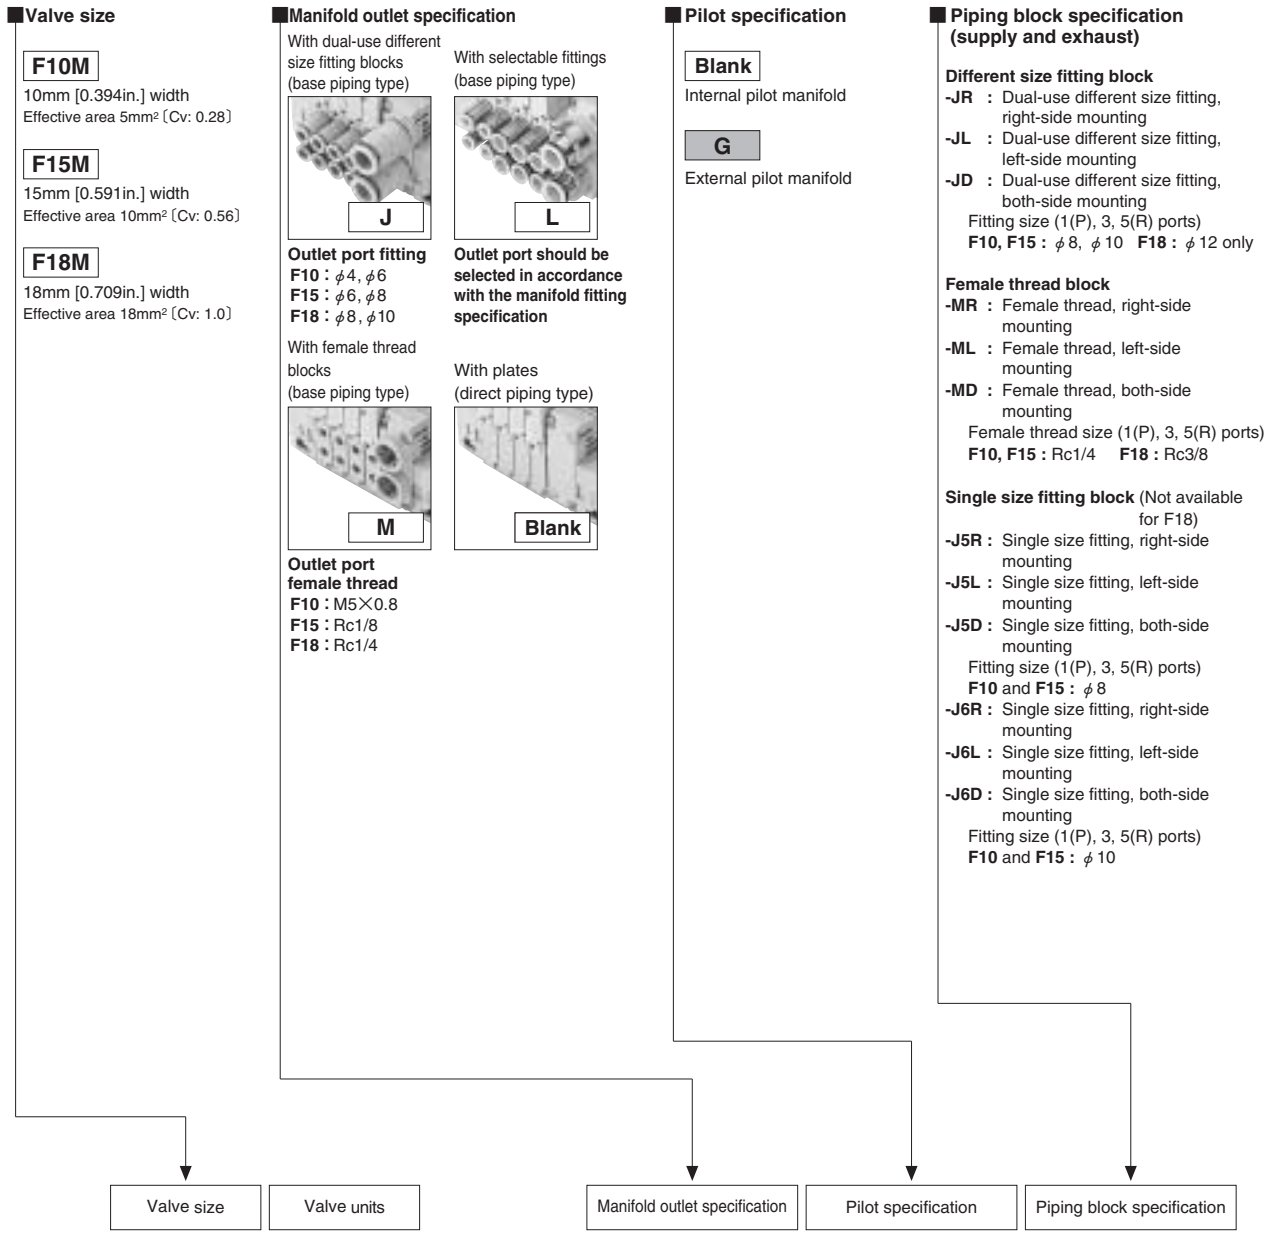 ■Valve size
F10M
10mm [0.394in.] width
Effective area 5mm² 〔Cv: 0.28〕
F15M
15mm [0.591in.] width
Effective area 10mm² 〔Cv: 0.56〕
F18M
18mm [0.709in.] width
Effective area 18mm² 〔Cv: 1.0〕
■Manifold outlet specification
With dual-use different
size fitting blocks
(base piping type)
J
Outlet port fitting
F10 : φ4, φ6
F15 : φ6, φ8
F18 : φ8, φ10
With selectable fittings
(base piping type)
L
Outlet port should be
selected in accordance
with the manifold fitting
specification
With female thread
blocks
(base piping type)
M
Outlet port
female thread
F10 : M5×0.8
F15 : Rc1/8
F18 : Rc1/4
With plates
(direct piping type)
Blank
■Pilot specification
Blank
Internal pilot manifold
G
External pilot manifold
■Piping block specification
(supply and exhaust)
Different size fitting block
-JR : Dual-use different size fitting,
right-side mounting
-JL : Dual-use different size fitting,
left-side mounting
-JD : Dual-use different size fitting,
both-side mounting
Fitting size (1(P), 3, 5(R) ports)
F10, F15 : φ8, φ10 F18 : φ12 only
Female thread block
-MR : Female thread, right-side
mounting
-ML : Female thread, left-side
mounting
-MD : Female thread, both-side
mounting
Female thread size (1(P), 3, 5(R) ports)
F10, F15 : Rc1/4 F18 : Rc3/8
Single size fitting block (Not available
for F18)
-J5R : Single size fitting, right-side
mounting
-J5L : Single size fitting, left-side
mounting
-J5D : Single size fitting, both-side
mounting
Fitting size (1(P), 3, 5(R) ports)
F10 and F15 : φ8
-J6R : Single size fitting, right-side
mounting
-J6L : Single size fitting, left-side
mounting
-J6D : Single size fitting, both-side
mounting
Fitting size (1(P), 3, 5(R) ports)
F10 and F15 : φ10
Valve size
Valve units
Manifold outlet specification
Pilot specification
Piping block specification